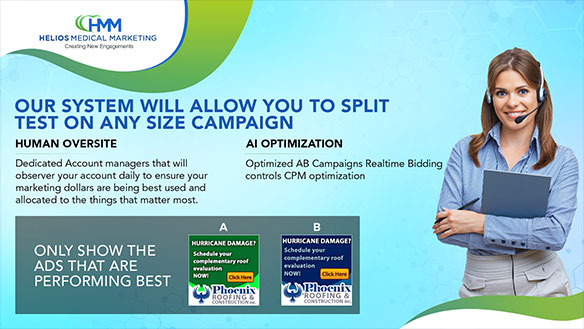 HMM
HELIOS MEDICAL MARKETING
Creating New Engagements
OUR SYSTEM WILL ALLOW YOU TO SPLIT
TEST ON ANY SIZE CAMPAIGN
HUMAN OVERSITE
Dedicated Account managers that will
observer your account daily to ensure your
marketing dollars are being best used and
allocated to the things that matter most.
AI OPTIMIZATION
Optimized AB Campaigns Realtime Bidding
controls CPM optimization
ONLY SHOW THE
ADS THAT ARE
PERFORMING BEST
A
HURRICANE DAMAGE?
Schedule your
complementary roof
evaluation
NOW!
Click Here
Phoenix
ROOFING &
CONSTRUCTION Inc.
B
HURRICANE DAMAGE?
Schedule your
complementary roof
evaluation
NOW!
Click Here
Phoenix
ROOFING &
CONSTRUCTION Inc.